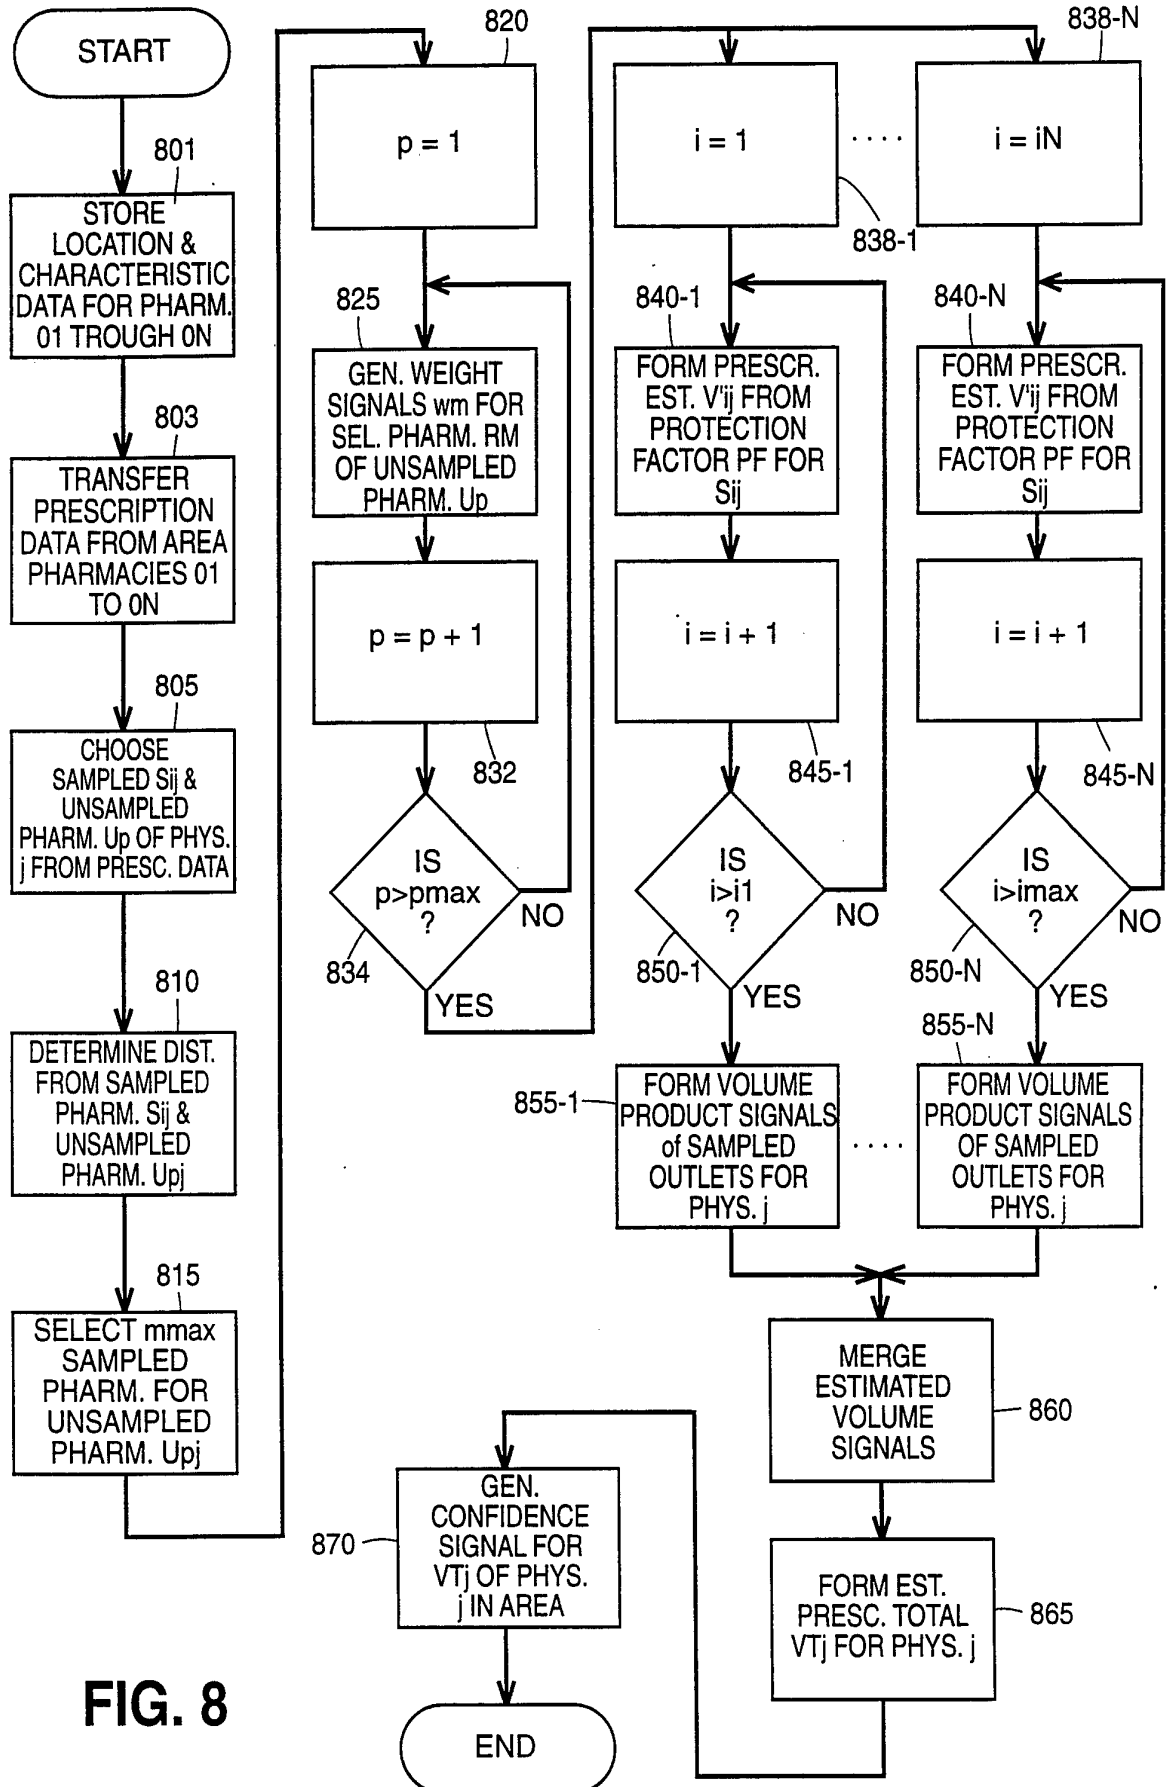 START
801
STORE
LOCATION &
CHARACTERISTIC
DATA FOR PHARM.
01 TROUGH 0N
803
TRANSFER
PRESCRIPTION
DATA FROM AREA
PHARMACIES 01
TO 0N
805
CHOOSE
SAMPLED Sij &
UNSAMPLED
PHARM. Up OF PHYS.
j FROM PRESC. DATA
810
DETERMINE DIST.
FROM SAMPLED
PHARM. Sij &
UNSAMPLED
PHARM. Upj
815
SELECT mmax
SAMPLED
PHARM. FOR
UNSAMPLED
PHARM. Upj
820
p = 1
825
GEN. WEIGHT
SIGNALS wm FOR
SEL. PHARM. RM
OF UNSAMPLED
PHARM. Up
p = p + 1
832
IS
p>pmax
?
NO
834
YES
i = 1
838-1
....
838-N
i = iN
840-1
FORM PRESCR.
EST. V'ij FROM
PROTECTION
FACTOR PF FOR
Sij
i = i + 1
845-1
IS
i>i1
?
NO
850-1
YES
855-1
FORM VOLUME
PRODUCT SIGNALS
of SAMPLED
OUTLETS FOR
PHYS. j
....
840-N
FORM PRESCR.
EST. V'ij FROM
PROTECTION
FACTOR PF FOR
Sij
i = i + 1
845-N
IS
i>imax
?
NO
850-N
YES
855-N
FORM VOLUME
PRODUCT SIGNALS
OF SAMPLED
OUTLETS FOR
PHYS. j
MERGE
ESTIMATED
VOLUME
SIGNALS
860
FORM EST.
PRESC. TOTAL
VTj FOR PHYS. j
865
GEN.
CONFIDENCE
SIGNAL FOR
VTj OF PHYS.
j IN AREA
870
END
FIG. 8